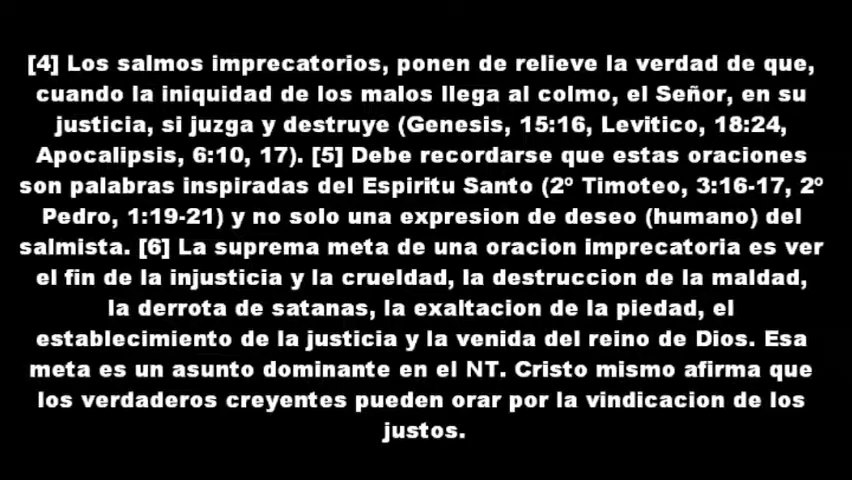 [4] Los salmos imprecatorios, ponen de relieve la verdad de que,
cuando la iniquidad de los malos llega al colmo, el Señor, en su
justicia, si juzga y destruye (Genesis, 15:16, Levitico, 18:24,
Apocalipsis, 6:10, 17). [5] Debe recordarse que estas oraciones
son palabras inspiradas del Espiritu Santo (2º Timoteo, 3:16-17, 2º
Pedro, 1:19-21) y no solo una expresion de deseo (humano) del
salmista. [6] La suprema meta de una oracion imprecatoria es ver
el fin de la injusticia y la crueldad, la destruccion de la maldad,
la derrota de satanas, la exaltacion de la piedad, el
establecimiento de la justicia y la venida del reino de Dios. Esa
meta es un asunto dominante en el NT. Cristo mismo afirma que
los verdaderos creyentes pueden orar por la vindicacion de los
justos.